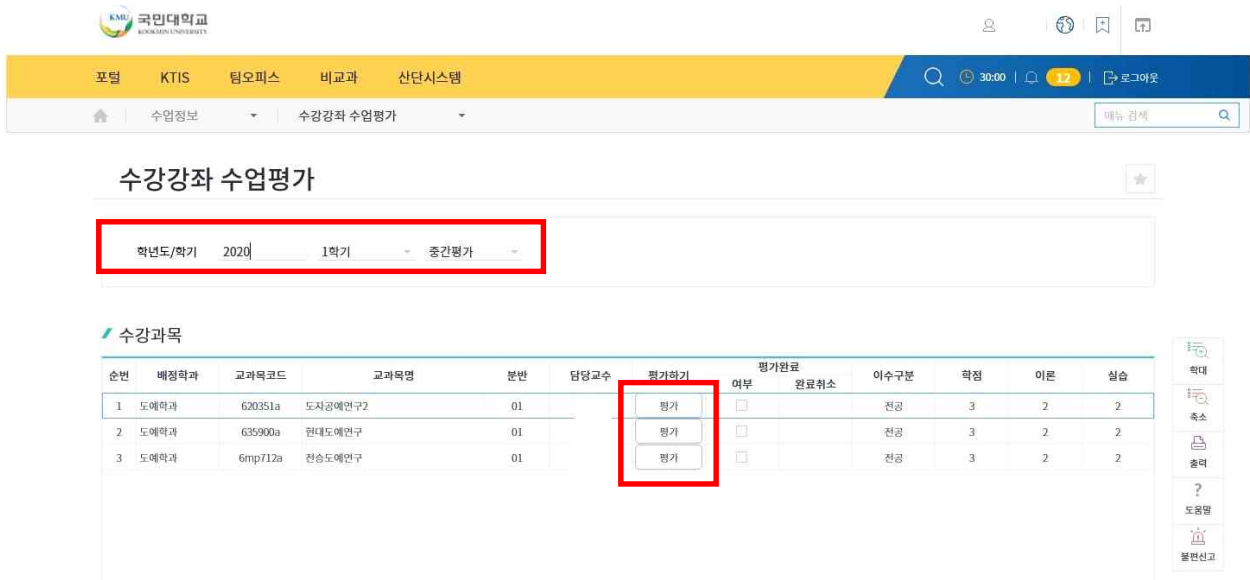 KMU 국민대학교
KOOKMIN UNIVERSITY
포털 KTIS 팀오피스 비교과 산단시스템
30:00 12 로그아웃
수업정보 수강강좌 수업평가
메뉴 검색
수강강좌 수업평가
학년도/학기 2020 1학기 중간평가
수강과목
순번 배정학과 교과목코드 교과목명 분반 담당교수 평가하기 평가완료 이수구분 학점 이론 실습
여부 완료취소
1 도예학과 620351a 도자공예연구2 01 평가 전공 3 2 2
2 도예학과 635900a 현대도예연구 01 평가 전공 3 2 2
3 도예학과 6mp712a 전승도예연구 01 평가 전공 3 2 2
확대
축소
출력
?
도움말
불편신고